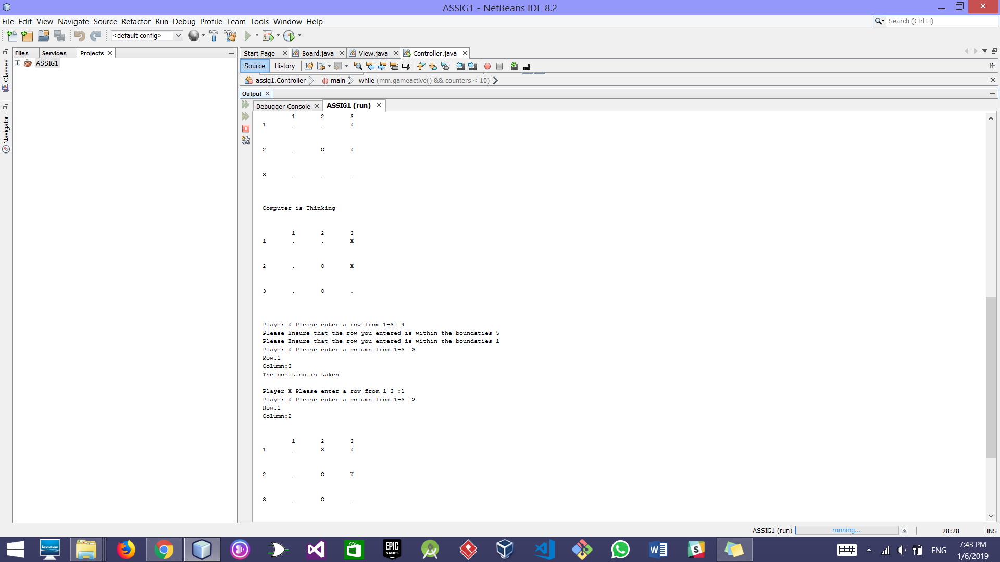 ASSIG1 - NetBeans IDE 8.2
File Edit View Navigate Source Refactor Run Debug Profile Team Tools Window Help
Search (Ctrl+I)
<default config>
Files Services Projects
Start Page Board.java View.java Controller.java
ASSIG1
Classes
Navigator
Source History
assig1.Controller main while (mm.gameactive() && counters < 10)
Output
Debugger Console ASSIG1 (run)
1 2 3
1 . . X
2 . O X
3 . . .
Computer is Thinking
1 2 3
1 . . X
2 . O X
3 . O .
Player X Please enter a row from 1-3 :4
Please Ensure that the row you entered is within the boundaties 5
Please Ensure that the row you entered is within the boundaties 1
Player X Please enter a column from 1-3 :3
Row:1
Column:3
The position is taken.
Player X Please enter a row from 1-3 :1
Player X Please enter a column from 1-3 :2
Row:1
Column:2
1 2 3
1 . X X
2 . O X
3 . O .
ASSIG1 (run) running... 28:28 INS
lenovo
EPIC GAMES
ENG
7:43 PM
1/6/2019